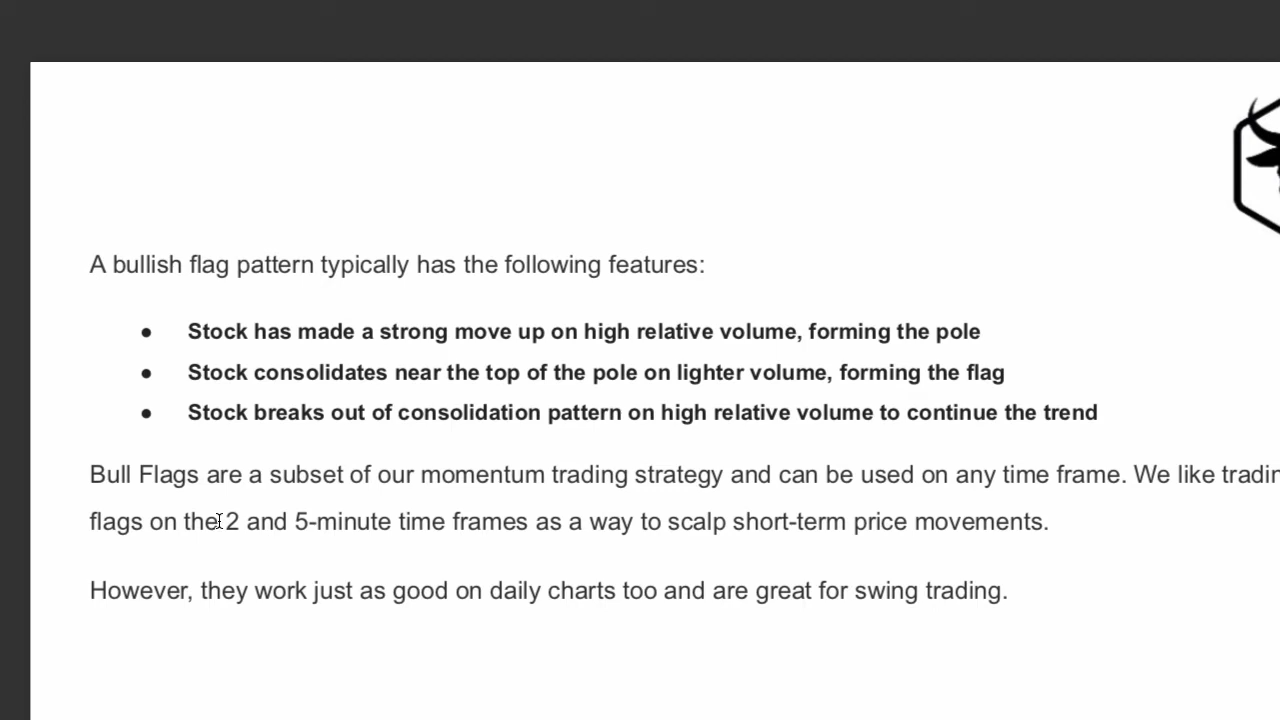 A bullish flag pattern typically has the following features:
● Stock has made a strong move up on high relative volume, forming the pole
● Stock consolidates near the top of the pole on lighter volume, forming the flag
● Stock breaks out of consolidation pattern on high relative volume to continue the trend
Bull Flags are a subset of our momentum trading strategy and can be used on any time frame. We like
flags on the 2 and 5-minute time frames as a way to scalp short-term price movements.
However, they work just as good on daily charts too and are great for swing trading.